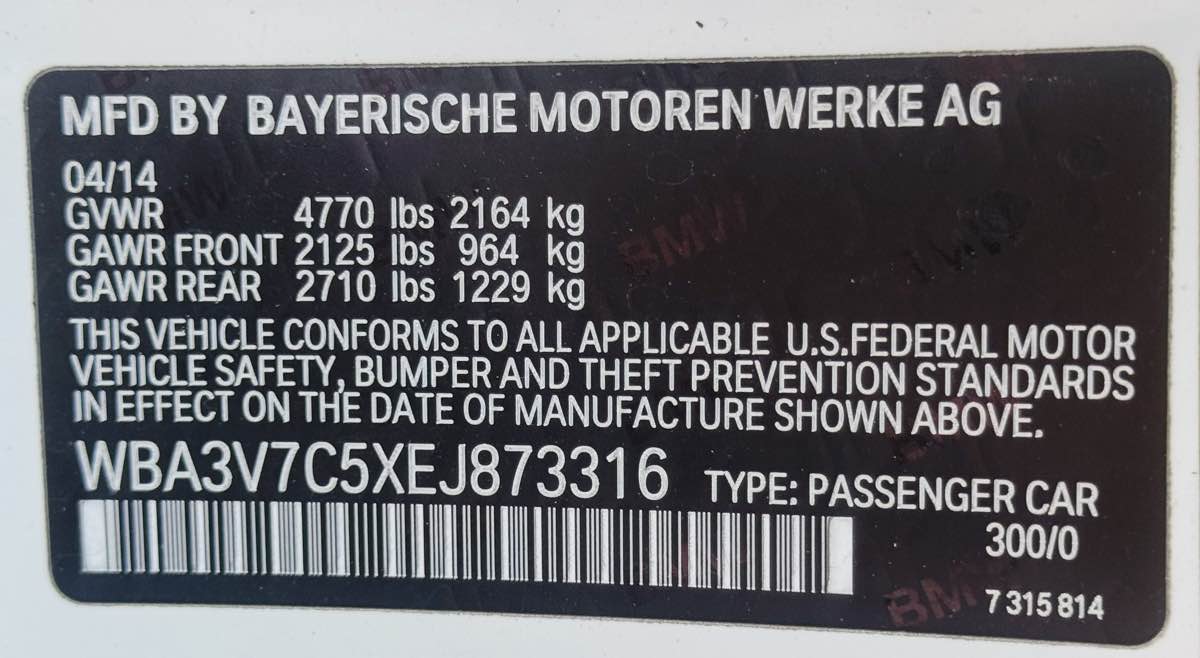 MFD BY BAYERISCHE MOTOREN WERKE AG
04/14
GVWR 4770 lbs 2164 kg
GAWR FRONT 2125 lbs 964 kg
GAWR REAR 2710 lbs 1229 kg
THIS VEHICLE CONFORMS TO ALL APPLICABLE U.S.FEDERAL MOTOR
VEHICLE SAFETY, BUMPER AND THEFT PREVENTION STANDARDS
IN EFFECT ON THE DATE OF MANUFACTURE SHOWN ABOVE.
WBA3V7C5XEJ873316 TYPE: PASSENGER CAR
300/0
7 315 814
BMW
BMW